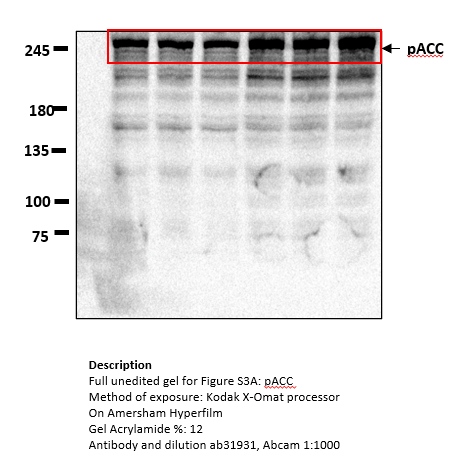 245
pACC
180
135
100
75
Description
Full unedited gel for Figure S3A: pACC
Method of exposure: Kodak X-Omat processor
On Amersham Hyperfilm
Gel Acrylamide %: 12
Antibody and dilution ab31931, Abcam 1:1000